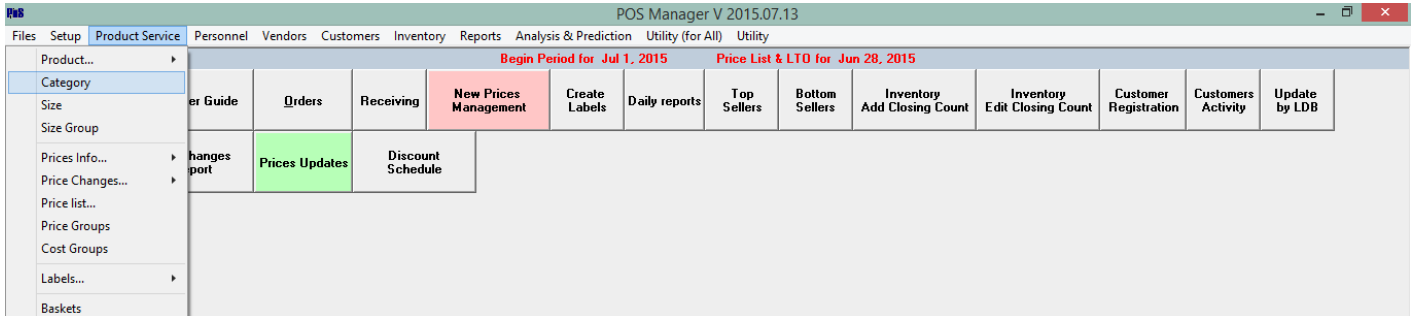 POS POS Manager V 2015.07.13
Files Setup Product Service Personnel Vendors Customers Inventory Reports Analysis & Prediction Utility (for All) Utility
Begin Period for Jul 1, 2015 Price List & LTO for Jun 28, 2015
Product...
Category
Size
Size Group
Prices Info...
Price Changes...
Price list...
Price Groups
Cost Groups
Labels...
Baskets
er Guide
Orders
Receiving
New Prices
Management
Create
Labels
Daily reports
Top
Sellers
Bottom
Sellers
Inventory
Add Closing Count
Inventory
Edit Closing Count
Customer
Registration
Customers
Activity
Update
by LDB
hanges
port
Prices Updates
Discount
Schedule